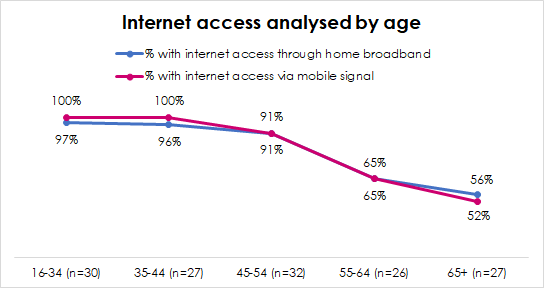 Internet access analysed by age
% with internet access through home broadband
% with internet access via mobile signal
100% 100% 91% 65% 56%
97% 96% 91% 65% 52%
16-34 (n=30) 35-44 (n=27) 45-54 (n=32) 55-64 (n=26) 65+ (n=27)